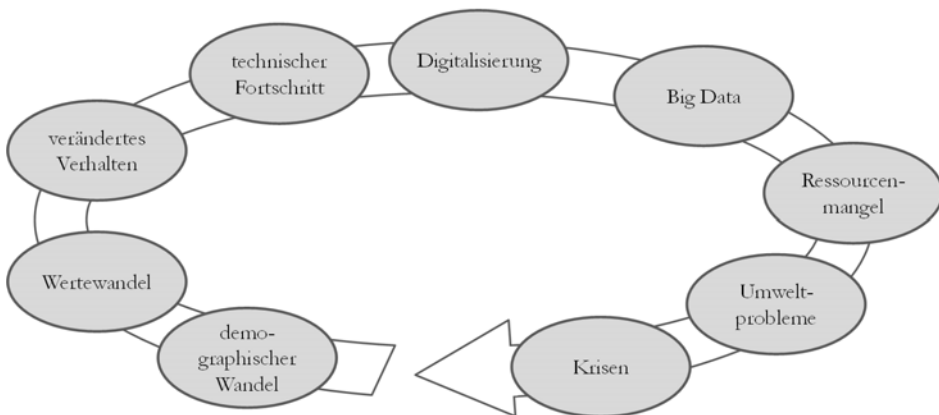 technischer
Fortschritt
Digitalisierung
Big Data
verändertes
Verhalten
Ressourcen-
mangel
Wertewandel
Umwelt-
probleme
demo-
graphischer
Wandel
Krisen